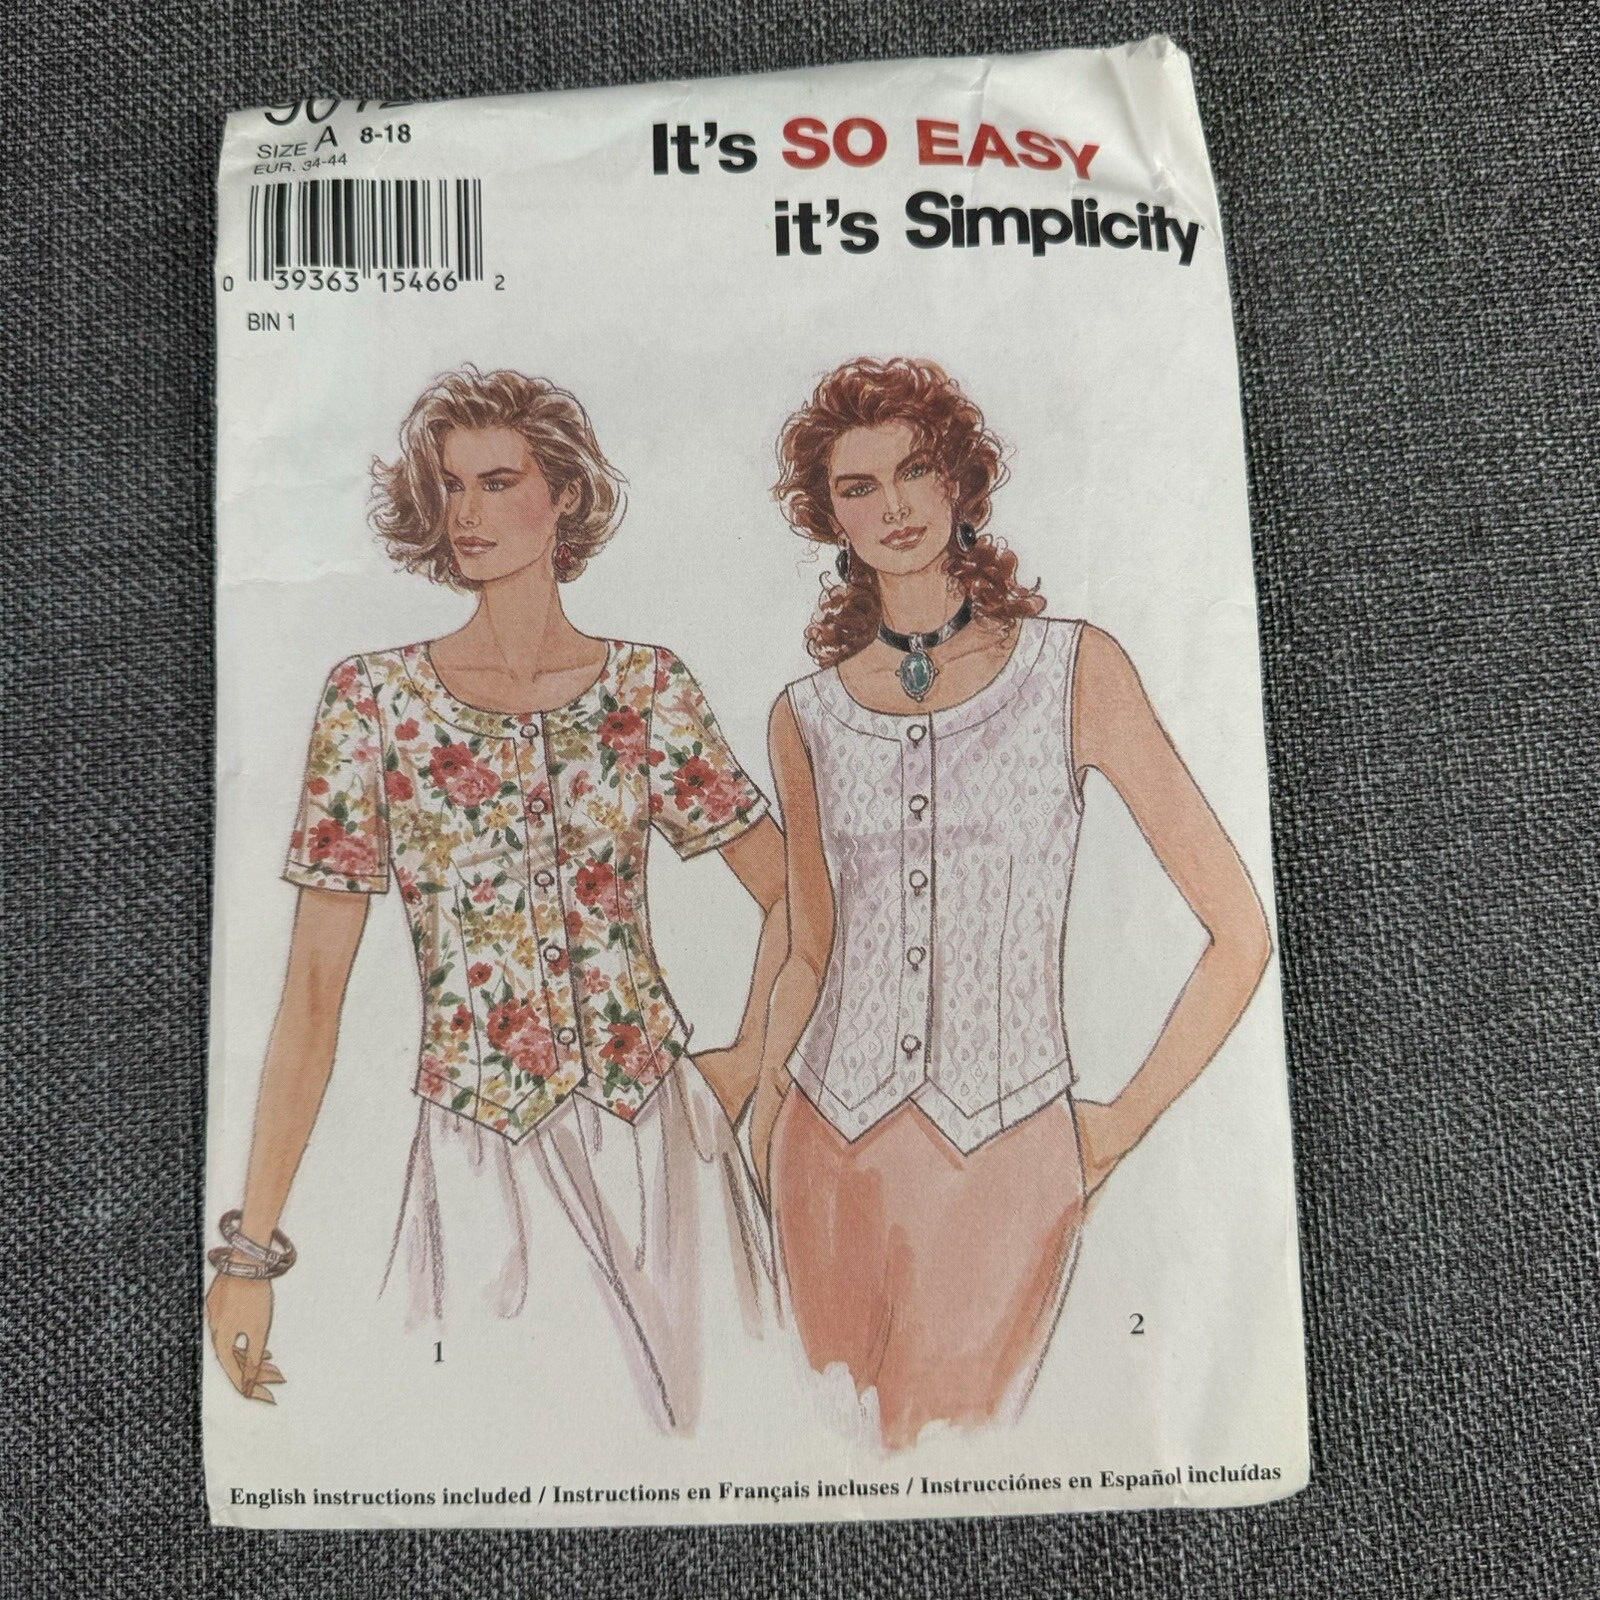 SIZE A 8-18
EUR. 34-44
0 39363 15466 2
BIN 1
It's SO EASY
it's Simplicity
1
2
English instructions included / Instructions en Français incluses / Instrucciónes en Español incluídas